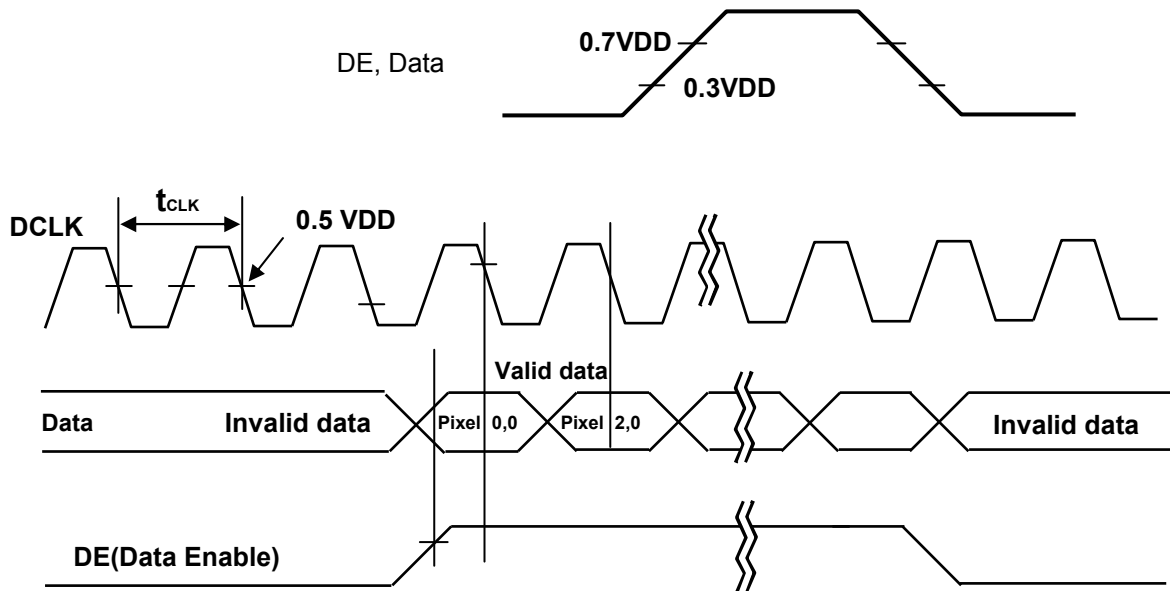 0.7VDD
DE, Data
0.3VDD
tCLK
0.5 VDD
DCLK
Valid data
Data
Invalid data
Pixel 0,0
Pixel 2,0
Invalid data
DE(Data Enable)